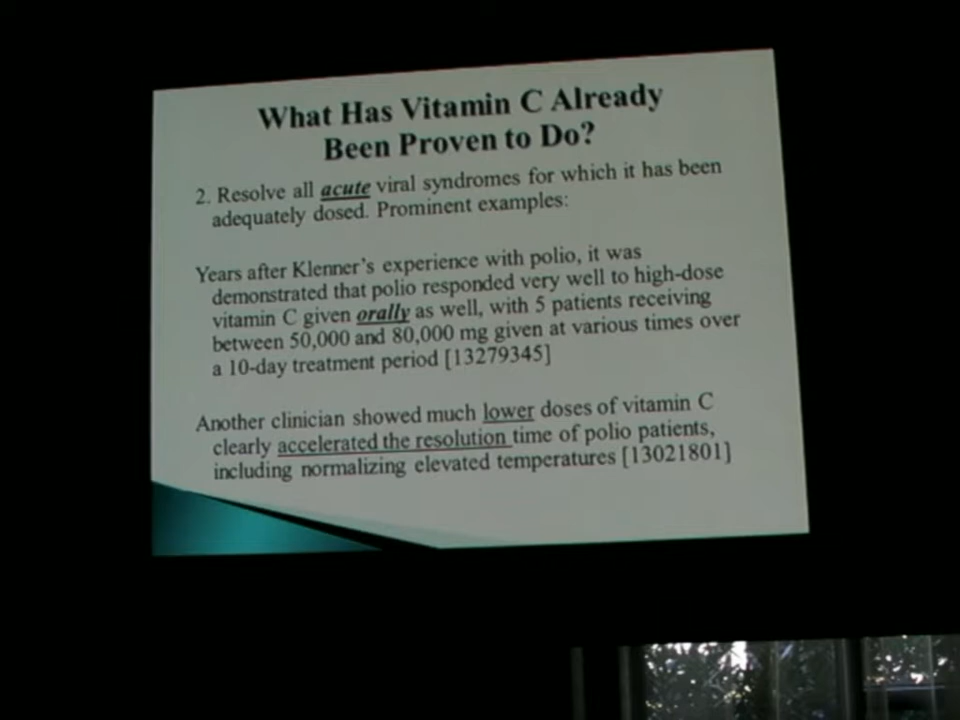 What Has Vitamin C Already
Been Proven to Do?
2. Resolve all acute viral syndromes for which it has been
adequately dosed. Prominent examples:
Years after Klenner's experience with polio, it was
demonstrated that polio responded very well to high-dose
vitamin C given orally as well, with 5 patients receiving
between 50,000 and 80,000 mg given at various times over
a 10-day treatment period [13279345]
Another clinician showed much lower doses of vitamin C
clearly accelerated the resolution time of polio patients,
including normalizing elevated temperatures [13021801]